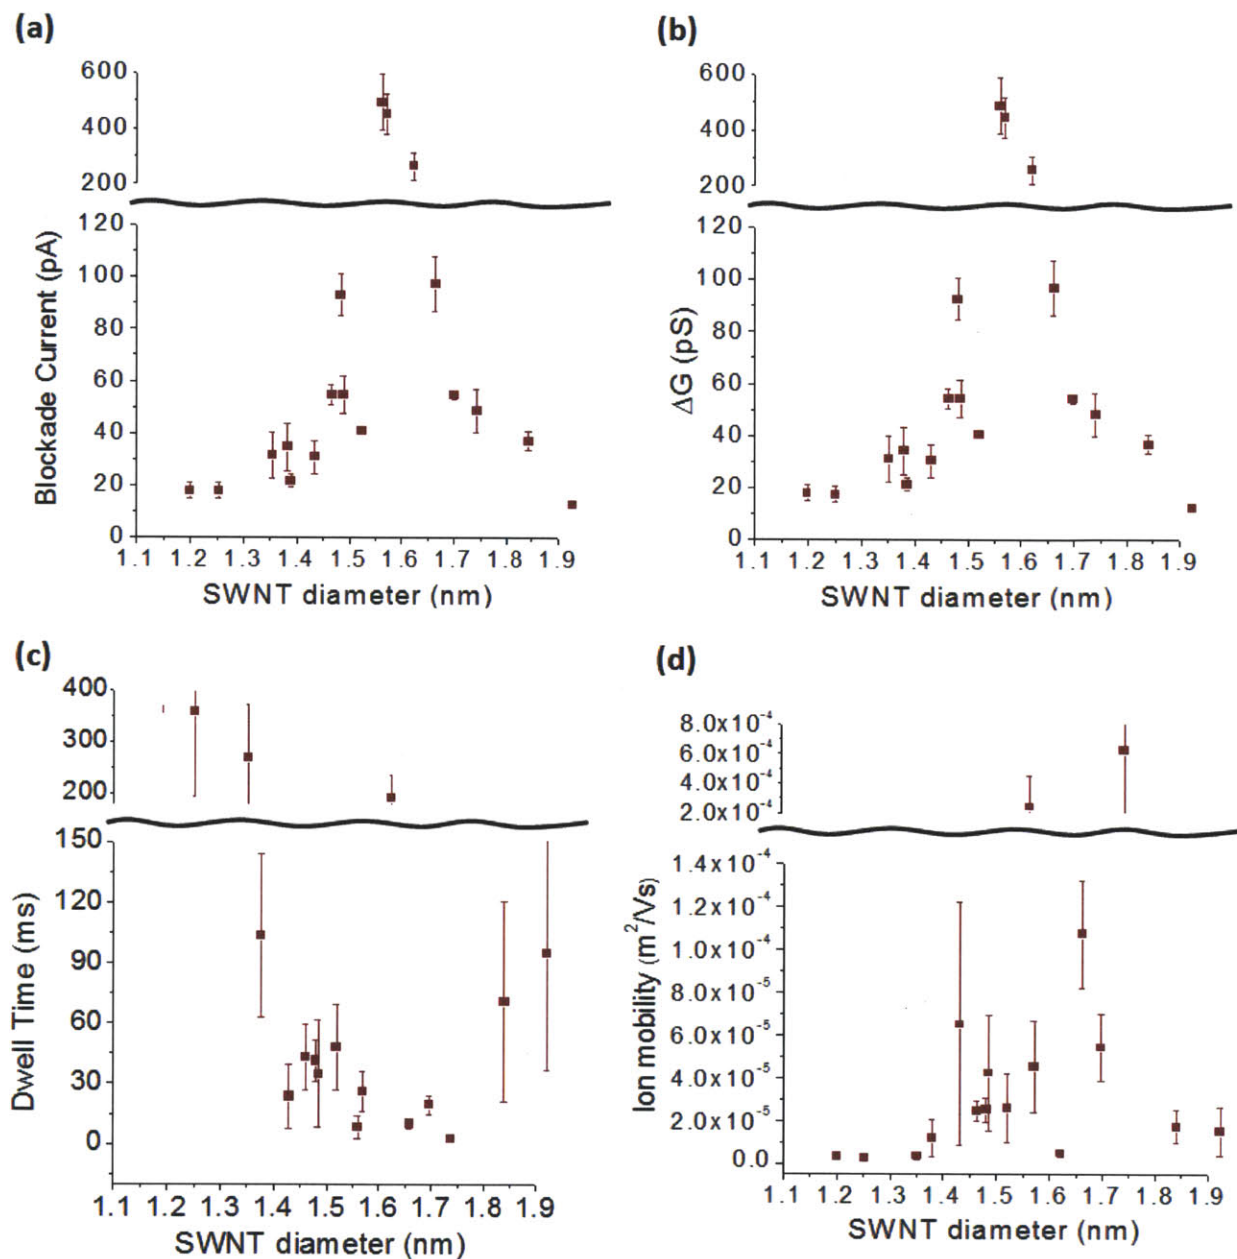 (a)
600
400
200
120
100
80
60
40
20
0
Blockade Current (pA)
1.1 1.2 1.3 1.4 1.5 1.6 1.7 1.8 1.9
SWNT diameter (nm)
(b)
600
400
200
120
100
80
60
40
20
0
ΔG (pS)
1.1 1.2 1.3 1.4 1.5 1.6 1.7 1.8 1.9
SWNT diameter (nm)
(c)
400
300
200
150
120
90
60
30
0
Dwell Time (ms)
1.1 1.2 1.3 1.4 1.5 1.6 1.7 1.8 1.9
SWNT diameter (nm)
(d)
8.0x10⁻⁴
6.0x10⁻⁴
4.0x10⁻⁴
2.0x10⁻⁴
1.4x10⁻⁴
1.2x10⁻⁴
1.0x10⁻⁴
8.0x10⁻⁵
6.0x10⁻⁵
4.0x10⁻⁵
2.0x10⁻⁵
0.0
Ion mobility (m²/Vs)
1.1 1.2 1.3 1.4 1.5 1.6 1.7 1.8 1.9
SWNT diameter (nm)